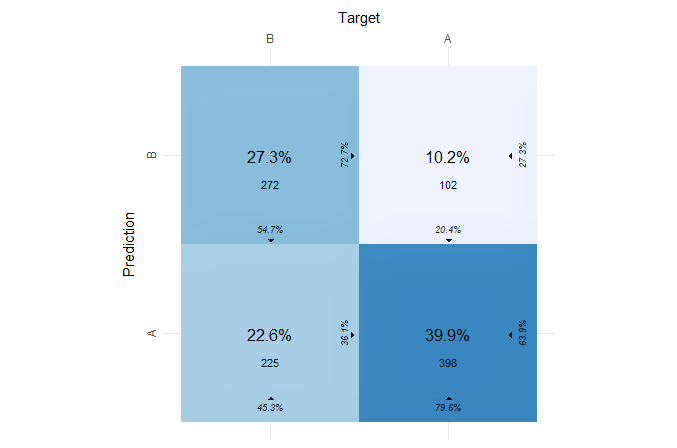 Target
B
A
B
27.3%
272
72.7%
54.7%
10.2%
102
27.3%
20.4%
Prediction
A
22.6%
225
36.1%
45.3%
39.9%
398
63.9%
79.6%